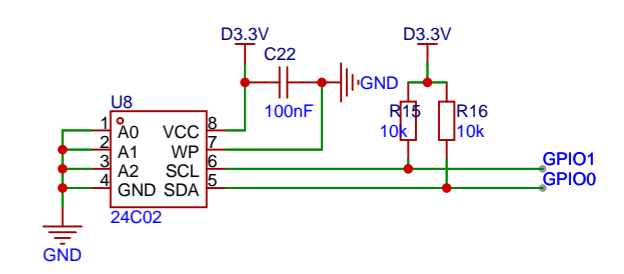 D3.3V
D3.3V
C22
GND
100nF
U8
R15
R16
10k
10k
1
A0
VCC
8
2
A1
WP
7
3
A2
SCL
6
4
GND
SDA
5
GPIO1
GPIO0
24C02
GND